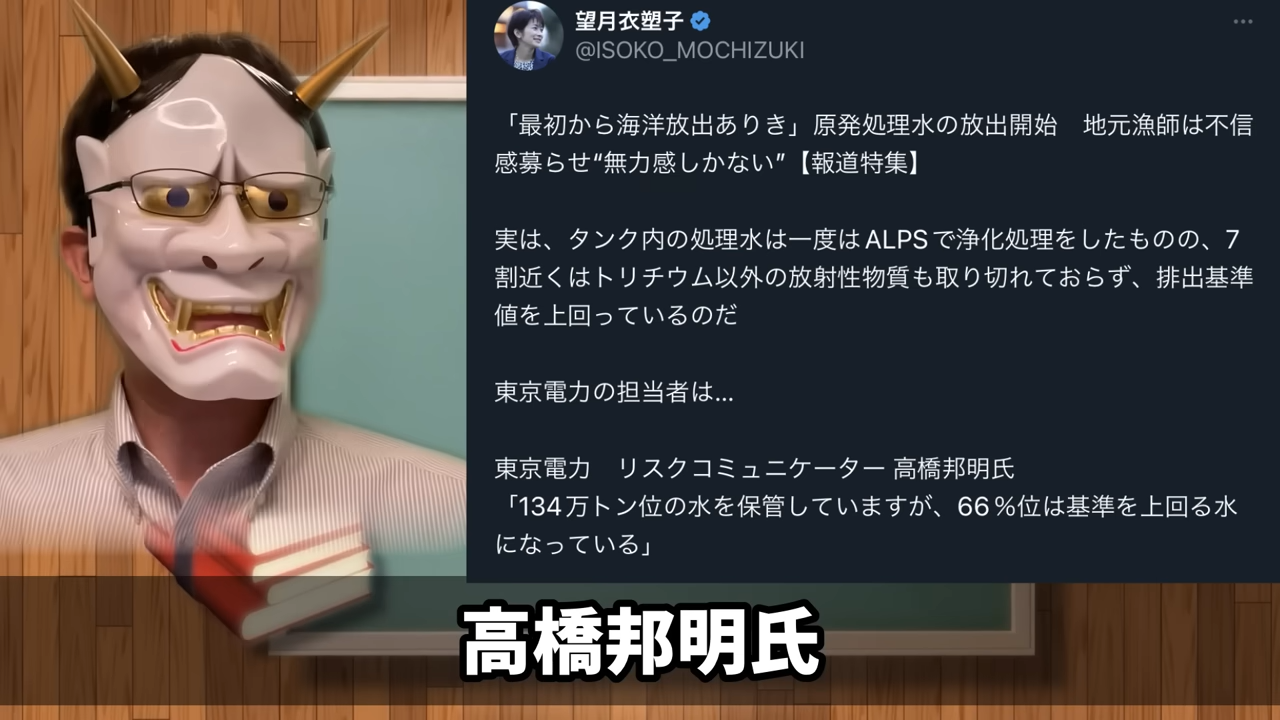 望月衣塑子
@ISOKO_MOCHIZUKI
「最初から海洋放出ありき」原発処理水の放出開始　地元漁師は不信
感募らせ“無力感しかない”【報道特集】
実は、タンク内の処理水は一度はALPSで浄化処理をしたものの、7
割近くはトリチウム以外の放射性物質も取り切れておらず、排出基準
値を上回っているのだ
東京電力の担当者は…
東京電力　リスクコミュニケーター 高橋邦明氏
「134万トン位の水を保管していますが、66％位は基準を上回る水
になっている」
高橋邦明氏